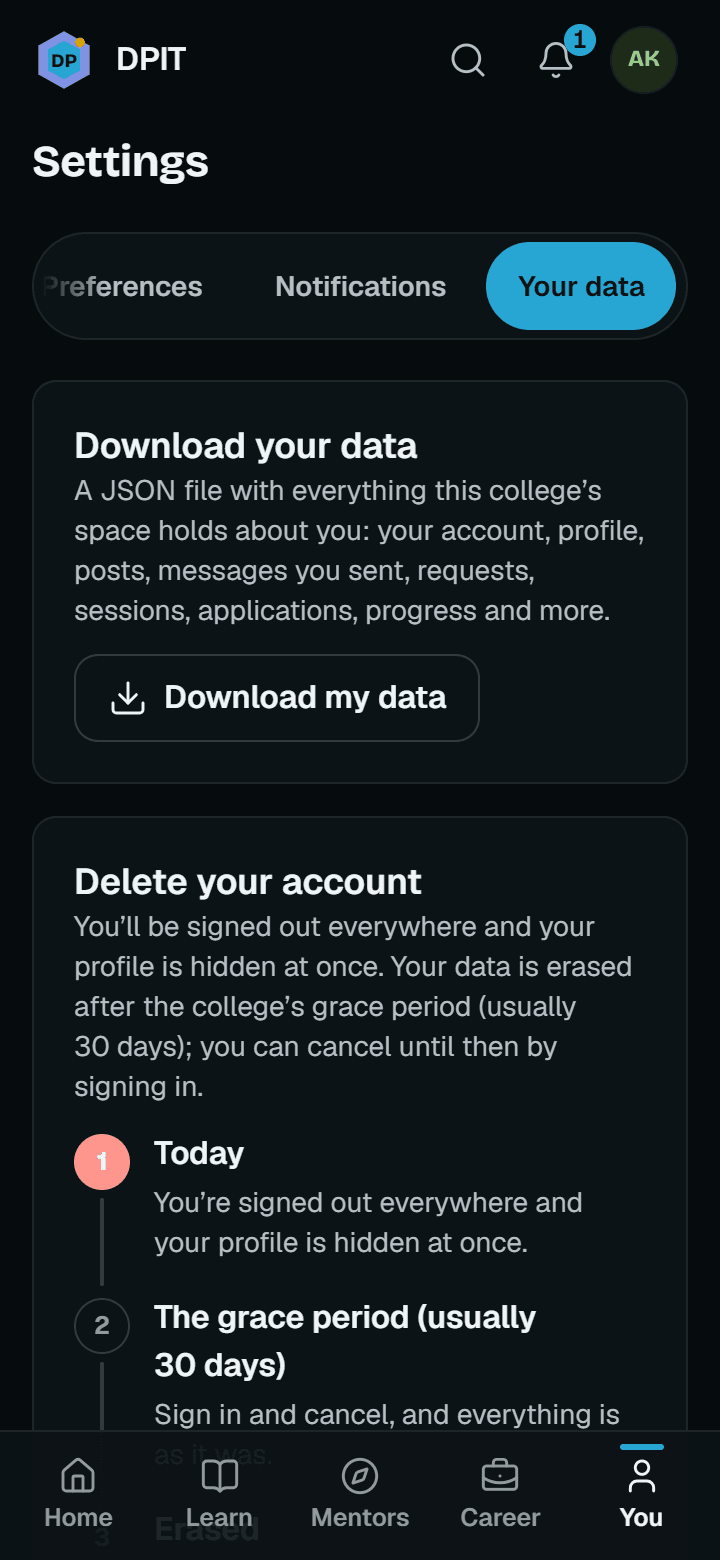 DP
DPIT
1
AK
Settings
Preferences
Notifications
Your data
Download your data
A JSON file with everything this college’s
space holds about you: your account, profile,
posts, messages you sent, requests,
sessions, applications, progress and more.
Download my data
Delete your account
You’ll be signed out everywhere and your
profile is hidden at once. Your data is erased
after the college’s grace period (usually
30 days); you can cancel until then by
signing in.
1
Today
You’re signed out everywhere and
your profile is hidden at once.
2
The grace period (usually
30 days)
Sign in and cancel, and everything is
as it was.
3
Erased
Home
Learn
Mentors
Career
You